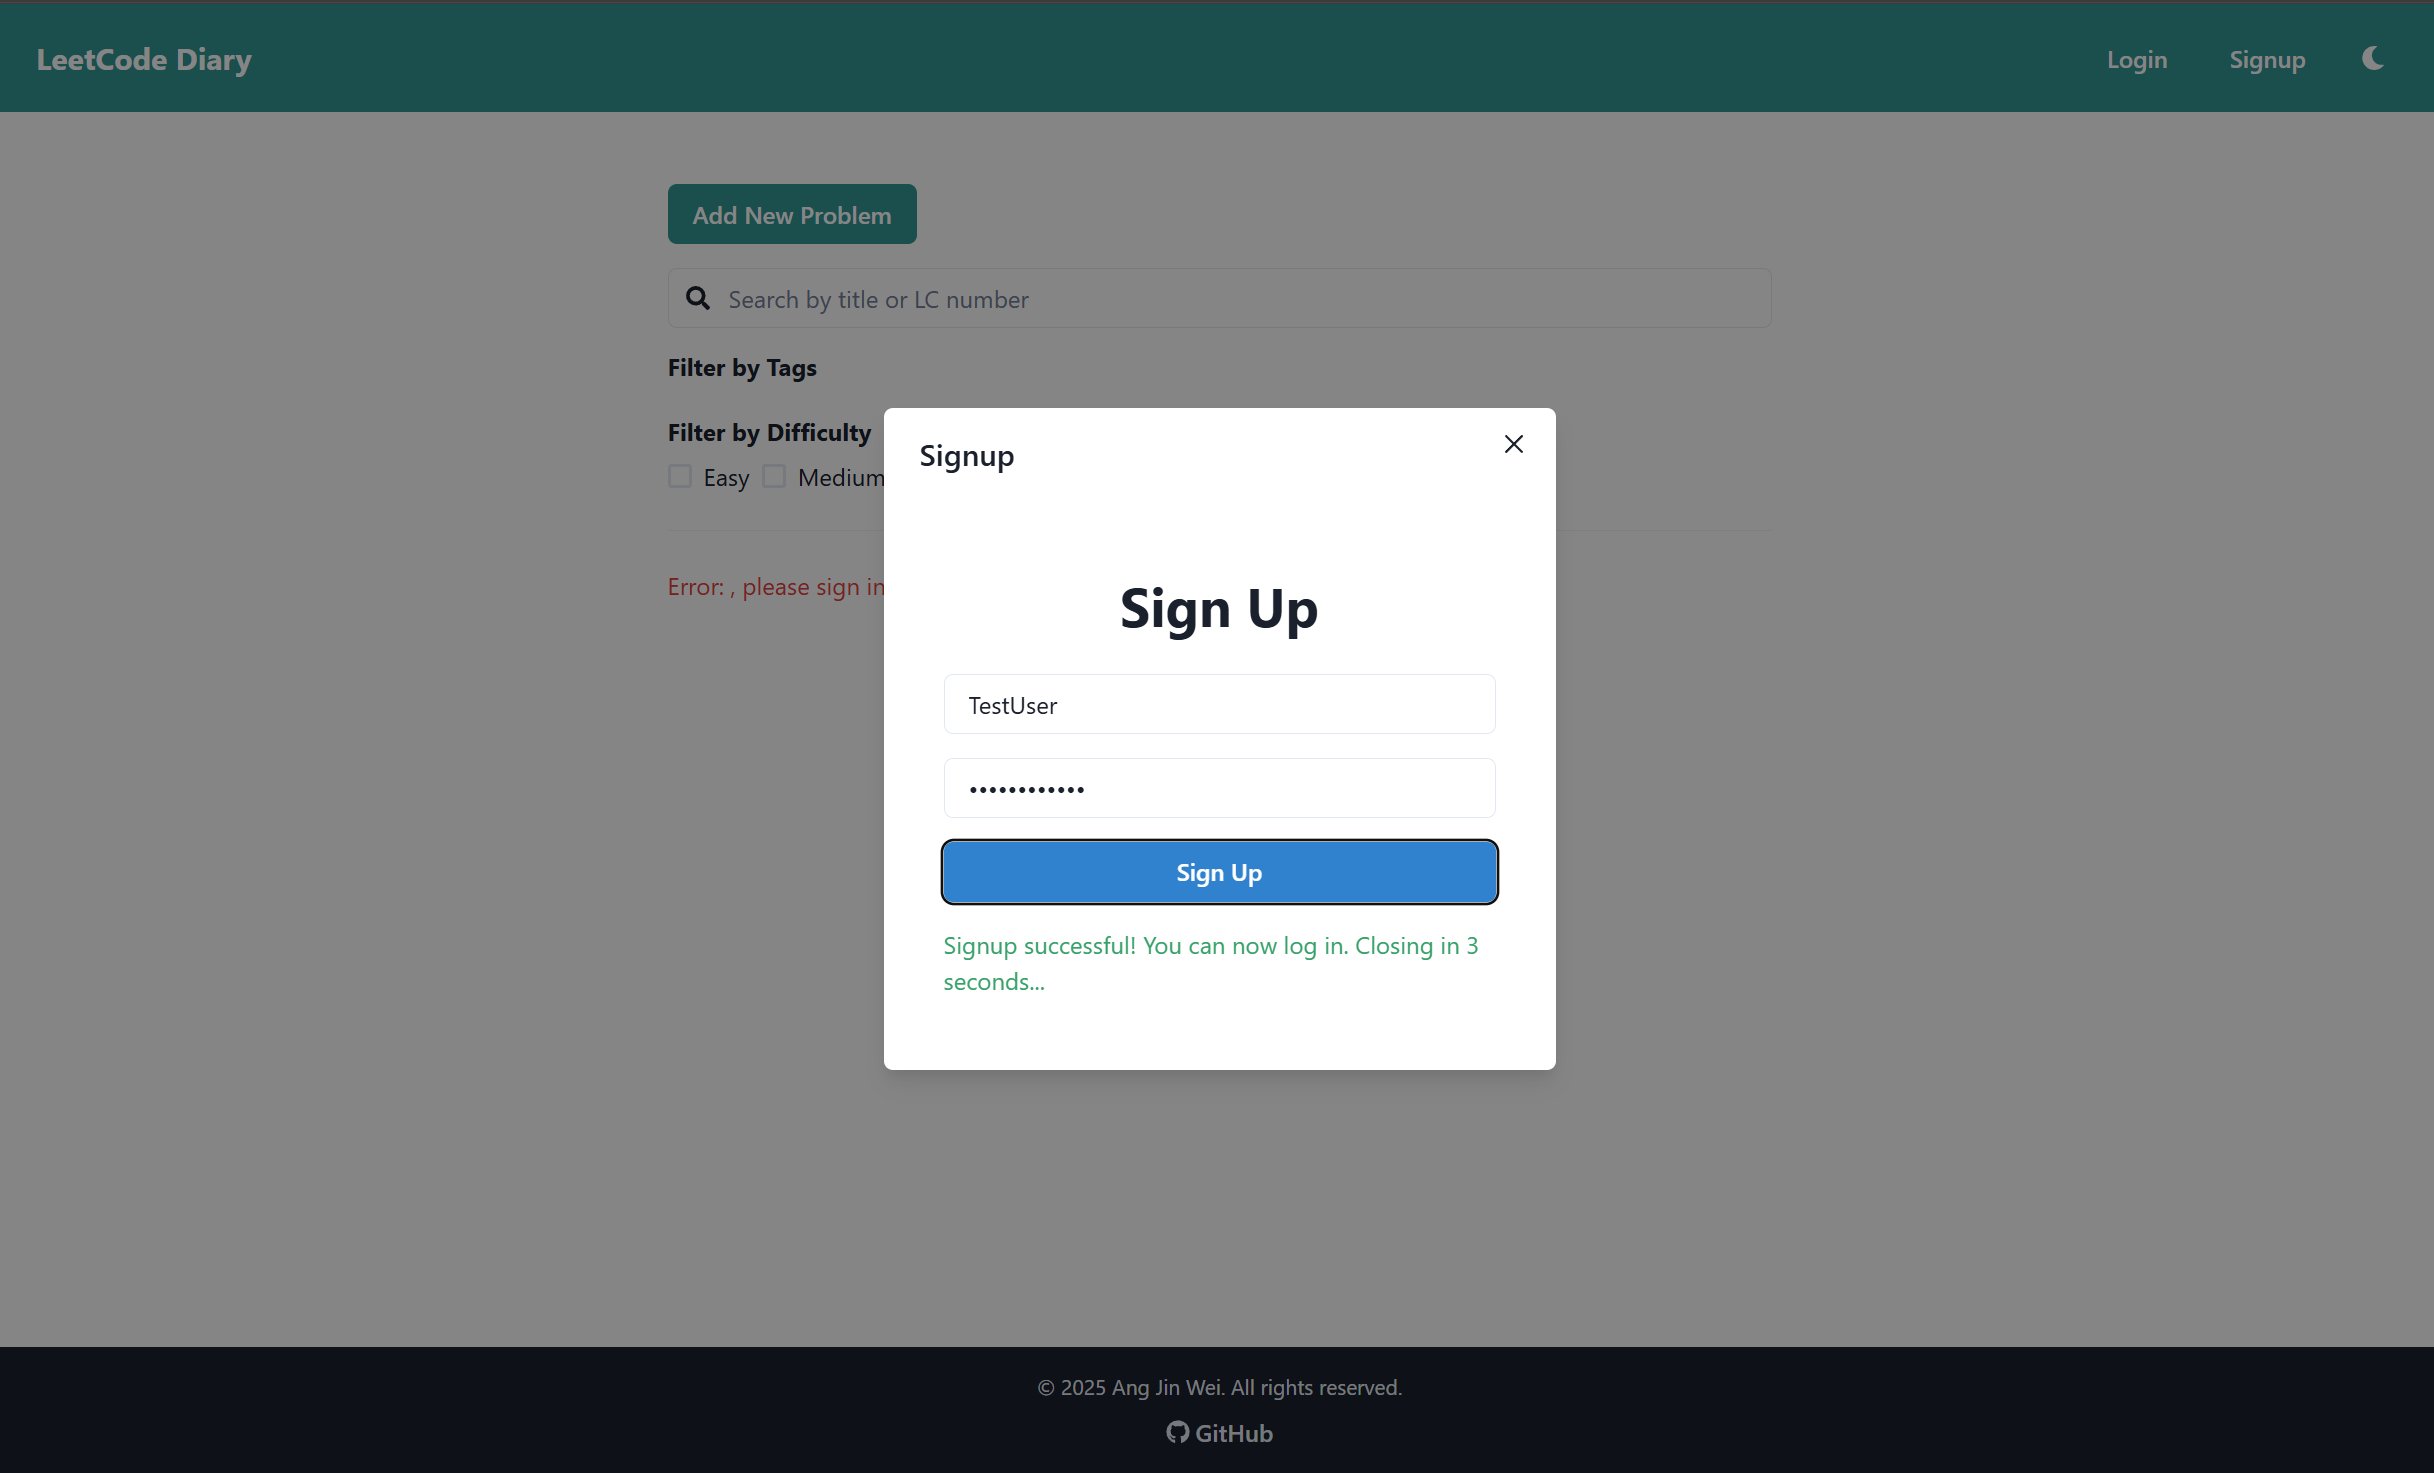 LeetCode Diary
Login
Signup
Add New Problem
Search by title or LC number
Filter by Tags
Filter by Difficulty
Easy
Medium
Error: , please sign in
Signup
Sign Up
TestUser
••••••••••••
Sign Up
Signup successful! You can now log in. Closing in 3
seconds...
© 2025 Ang Jin Wei. All rights reserved.
GitHub